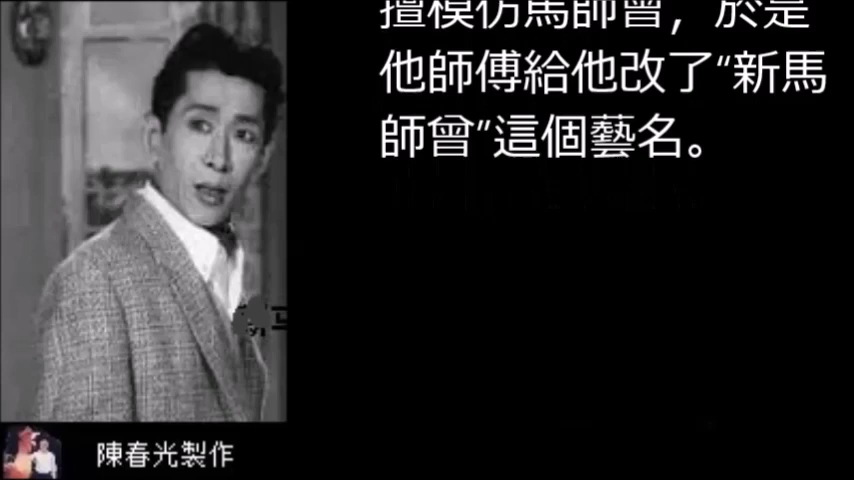 擅模仿馬師曾，於是
他師傅給他改了“新馬
師曾”這個藝名。
陳春光製作